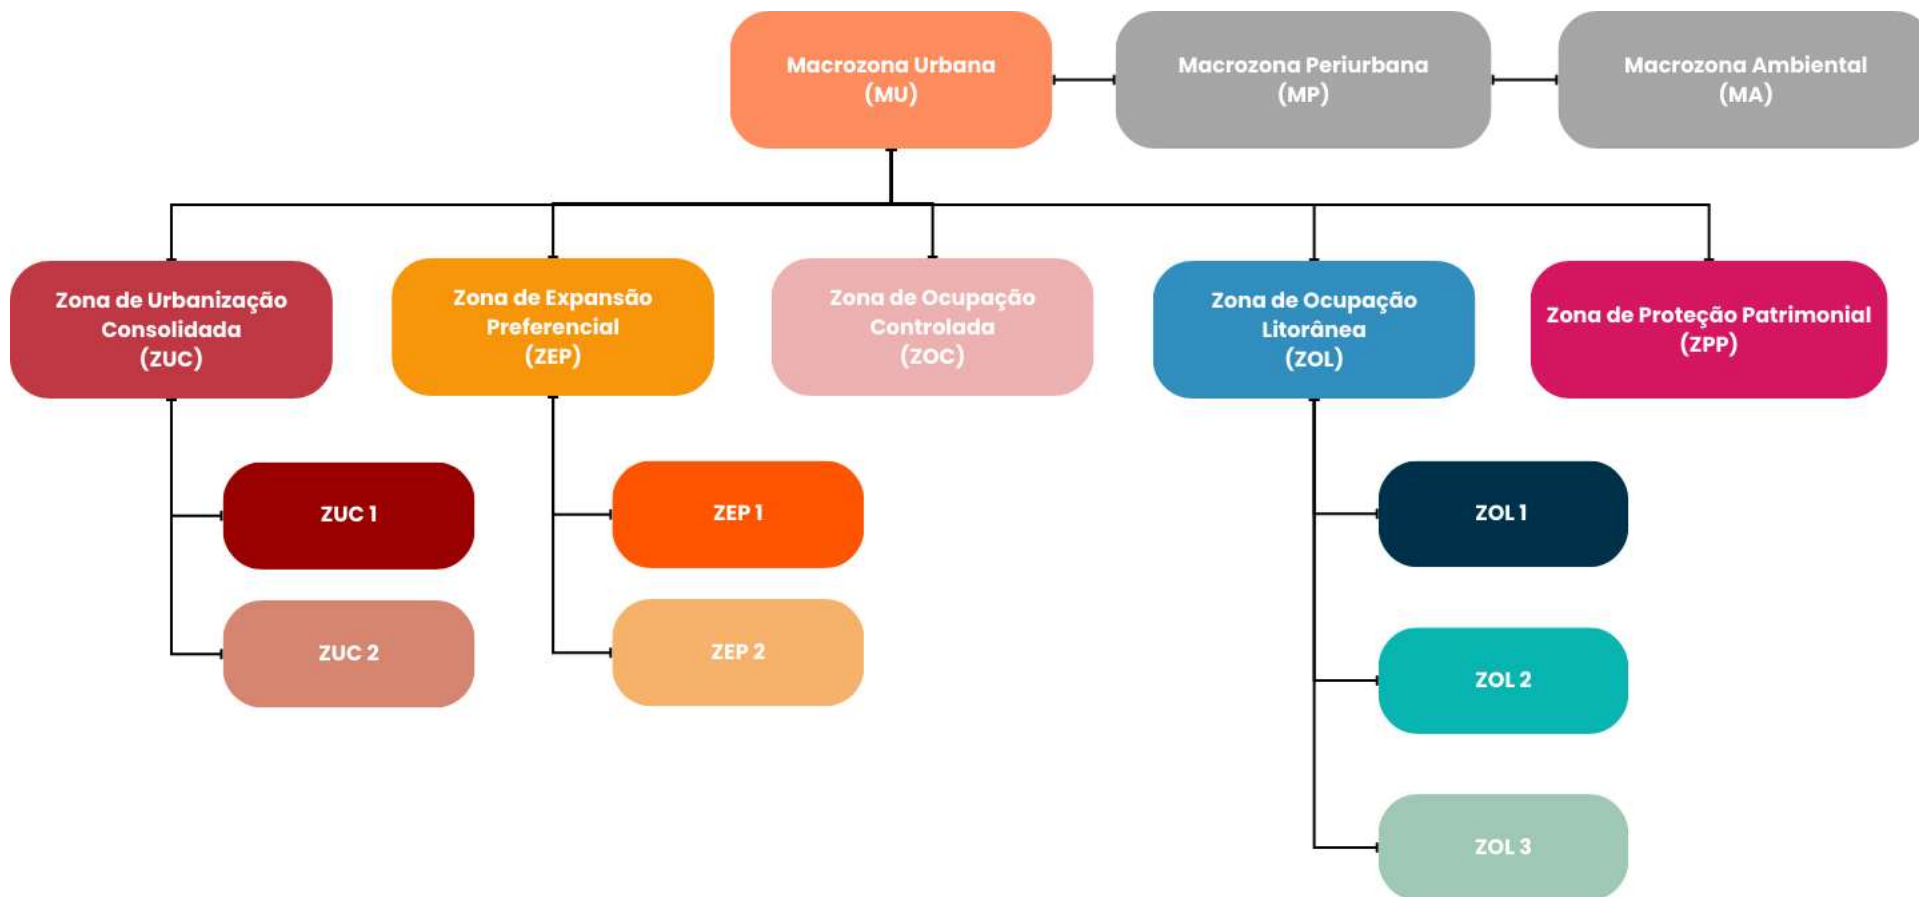 Macrozona Urbana
(MU)
Macrozona Periurbana
(MP)
Macrozona Ambiental
(MA)
Zona de Urbanização
Consolidada
(ZUC)
Zona de Expansão
Preferencial
(ZEP)
Zona de Ocupação
Controlada
(ZOC)
Zona de Ocupação
Litorânea
(ZOL)
Zona de Proteção Patrimonial
(ZPP)
ZUC 1
ZEP 1
ZOL 1
ZUC 2
ZEP 2
ZOL 2
ZOL 3